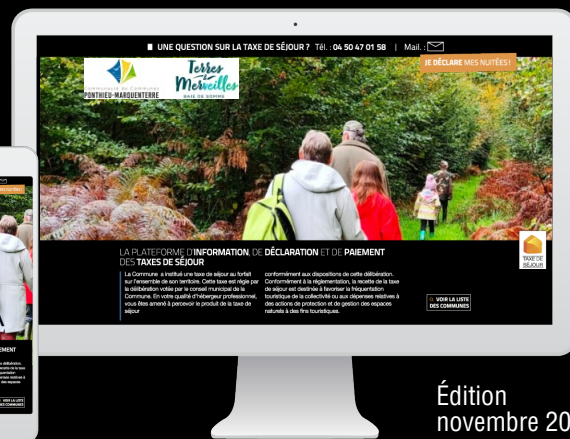 UNE QUESTION SUR LA TAXE DE SÉJOUR ? Tél. : 04 50 47 01 58 | Mail. :
JE DÉCLARE MES NUITÉES !
Communauté de Communes
PONTHIEU-MARQUENTERRE
Terres
&
Merveilles
BAIE DE SOMME
LA PLATEFORME D'INFORMATION, DE DÉCLARATION ET DE PAIEMENT
DES TAXES DE SÉJOUR
La Commune a institué une taxe de séjour au forfait
sur l'ensemble de son territoire. Cette taxe est régie par
la délibération votée par le conseil municipal de la
Commune. En votre qualité d'hébergeur professionnel,
vous êtes amené à percevoir le produit de la taxe de
séjour
conformément aux dispositions de cette délibération.
Conformément à la réglementation, la recette de la taxe
de séjour est destinée à favoriser la fréquentation
touristique de la collectivité ou aux dépenses relatives à
des actions de protection et de gestion des espaces
naturels à des fins touristiques.
TAXE DE
SÉJOUR
VOIR LA LISTE
DES COMMUNES
EMENT
VOIR LA LISTE
DES COMMUNES
Édition
novembre 20